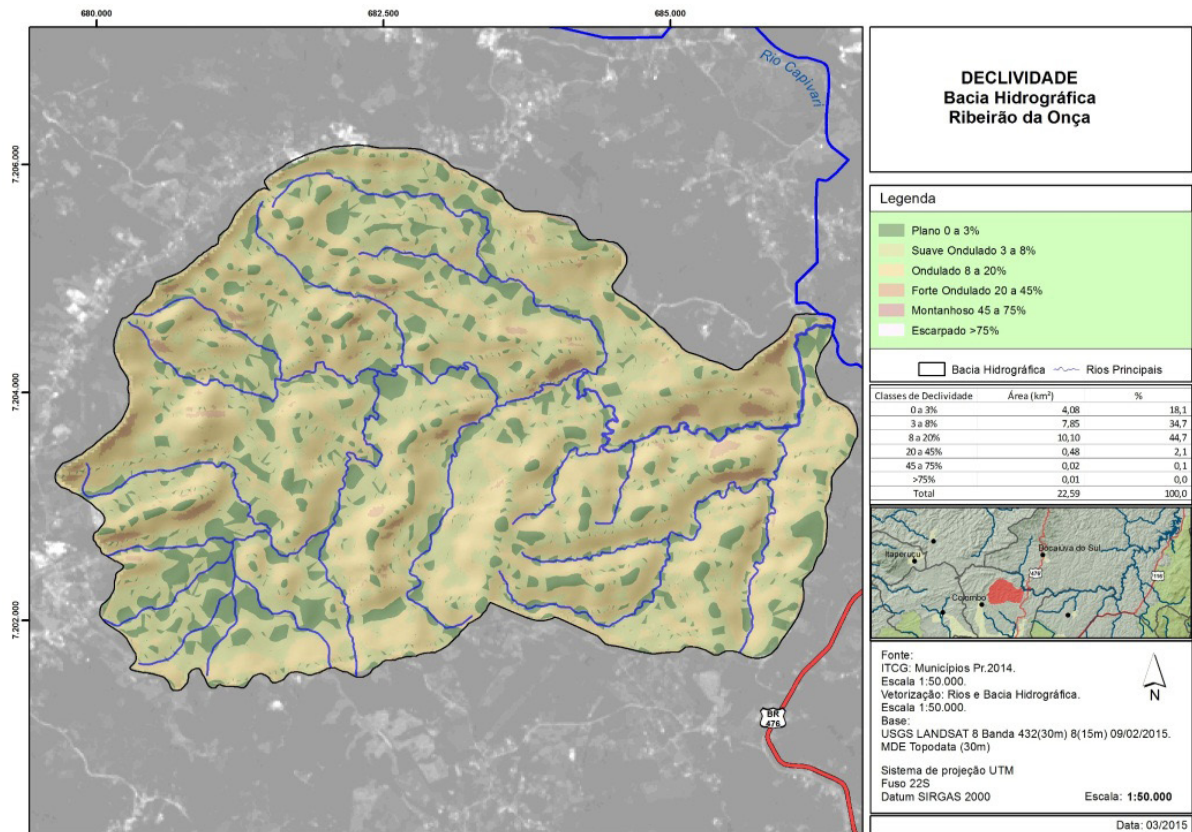 680.000 682.500 685.000
7.206.000
7.204.000
7.202.000
Rio Capivari
BR
476
DECLIVIDADE
Bacia Hidrográfica
Ribeirão da Onça
Legenda
Plano 0 a 3%
Suave Ondulado 3 a 8%
Ondulado 8 a 20%
Forte Ondulado 20 a 45%
Montanhoso 45 a 75%
Escarpado >75%
Bacia Hidrográfica Rios Principais
Classes de Declividade Área (km²) %
0 a 3% 4,08 18,1
3 a 8% 7,85 34,7
8 a 20% 10,10 44,7
20 a 45% 0,48 2,1
45 a 75% 0,02 0,1
>75% 0,01 0,0
Total 22,59 100,0
Itaperuçu
Bocaiúva do Sul
476
Colombo
Fonte:
ITCG: Municípios Pr.2014.
Escala 1:50.000.
Vetorização: Rios e Bacia Hidrográfica.
Escala 1:50.000.
Base:
USGS LANDSAT 8 Banda 432(30m) 8(15m) 09/02/2015.
MDE Topodata (30m)
N
Sistema de projeção UTM
Fuso 22S
Datum SIRGAS 2000
Escala: 1:50.000
Data: 03/2015